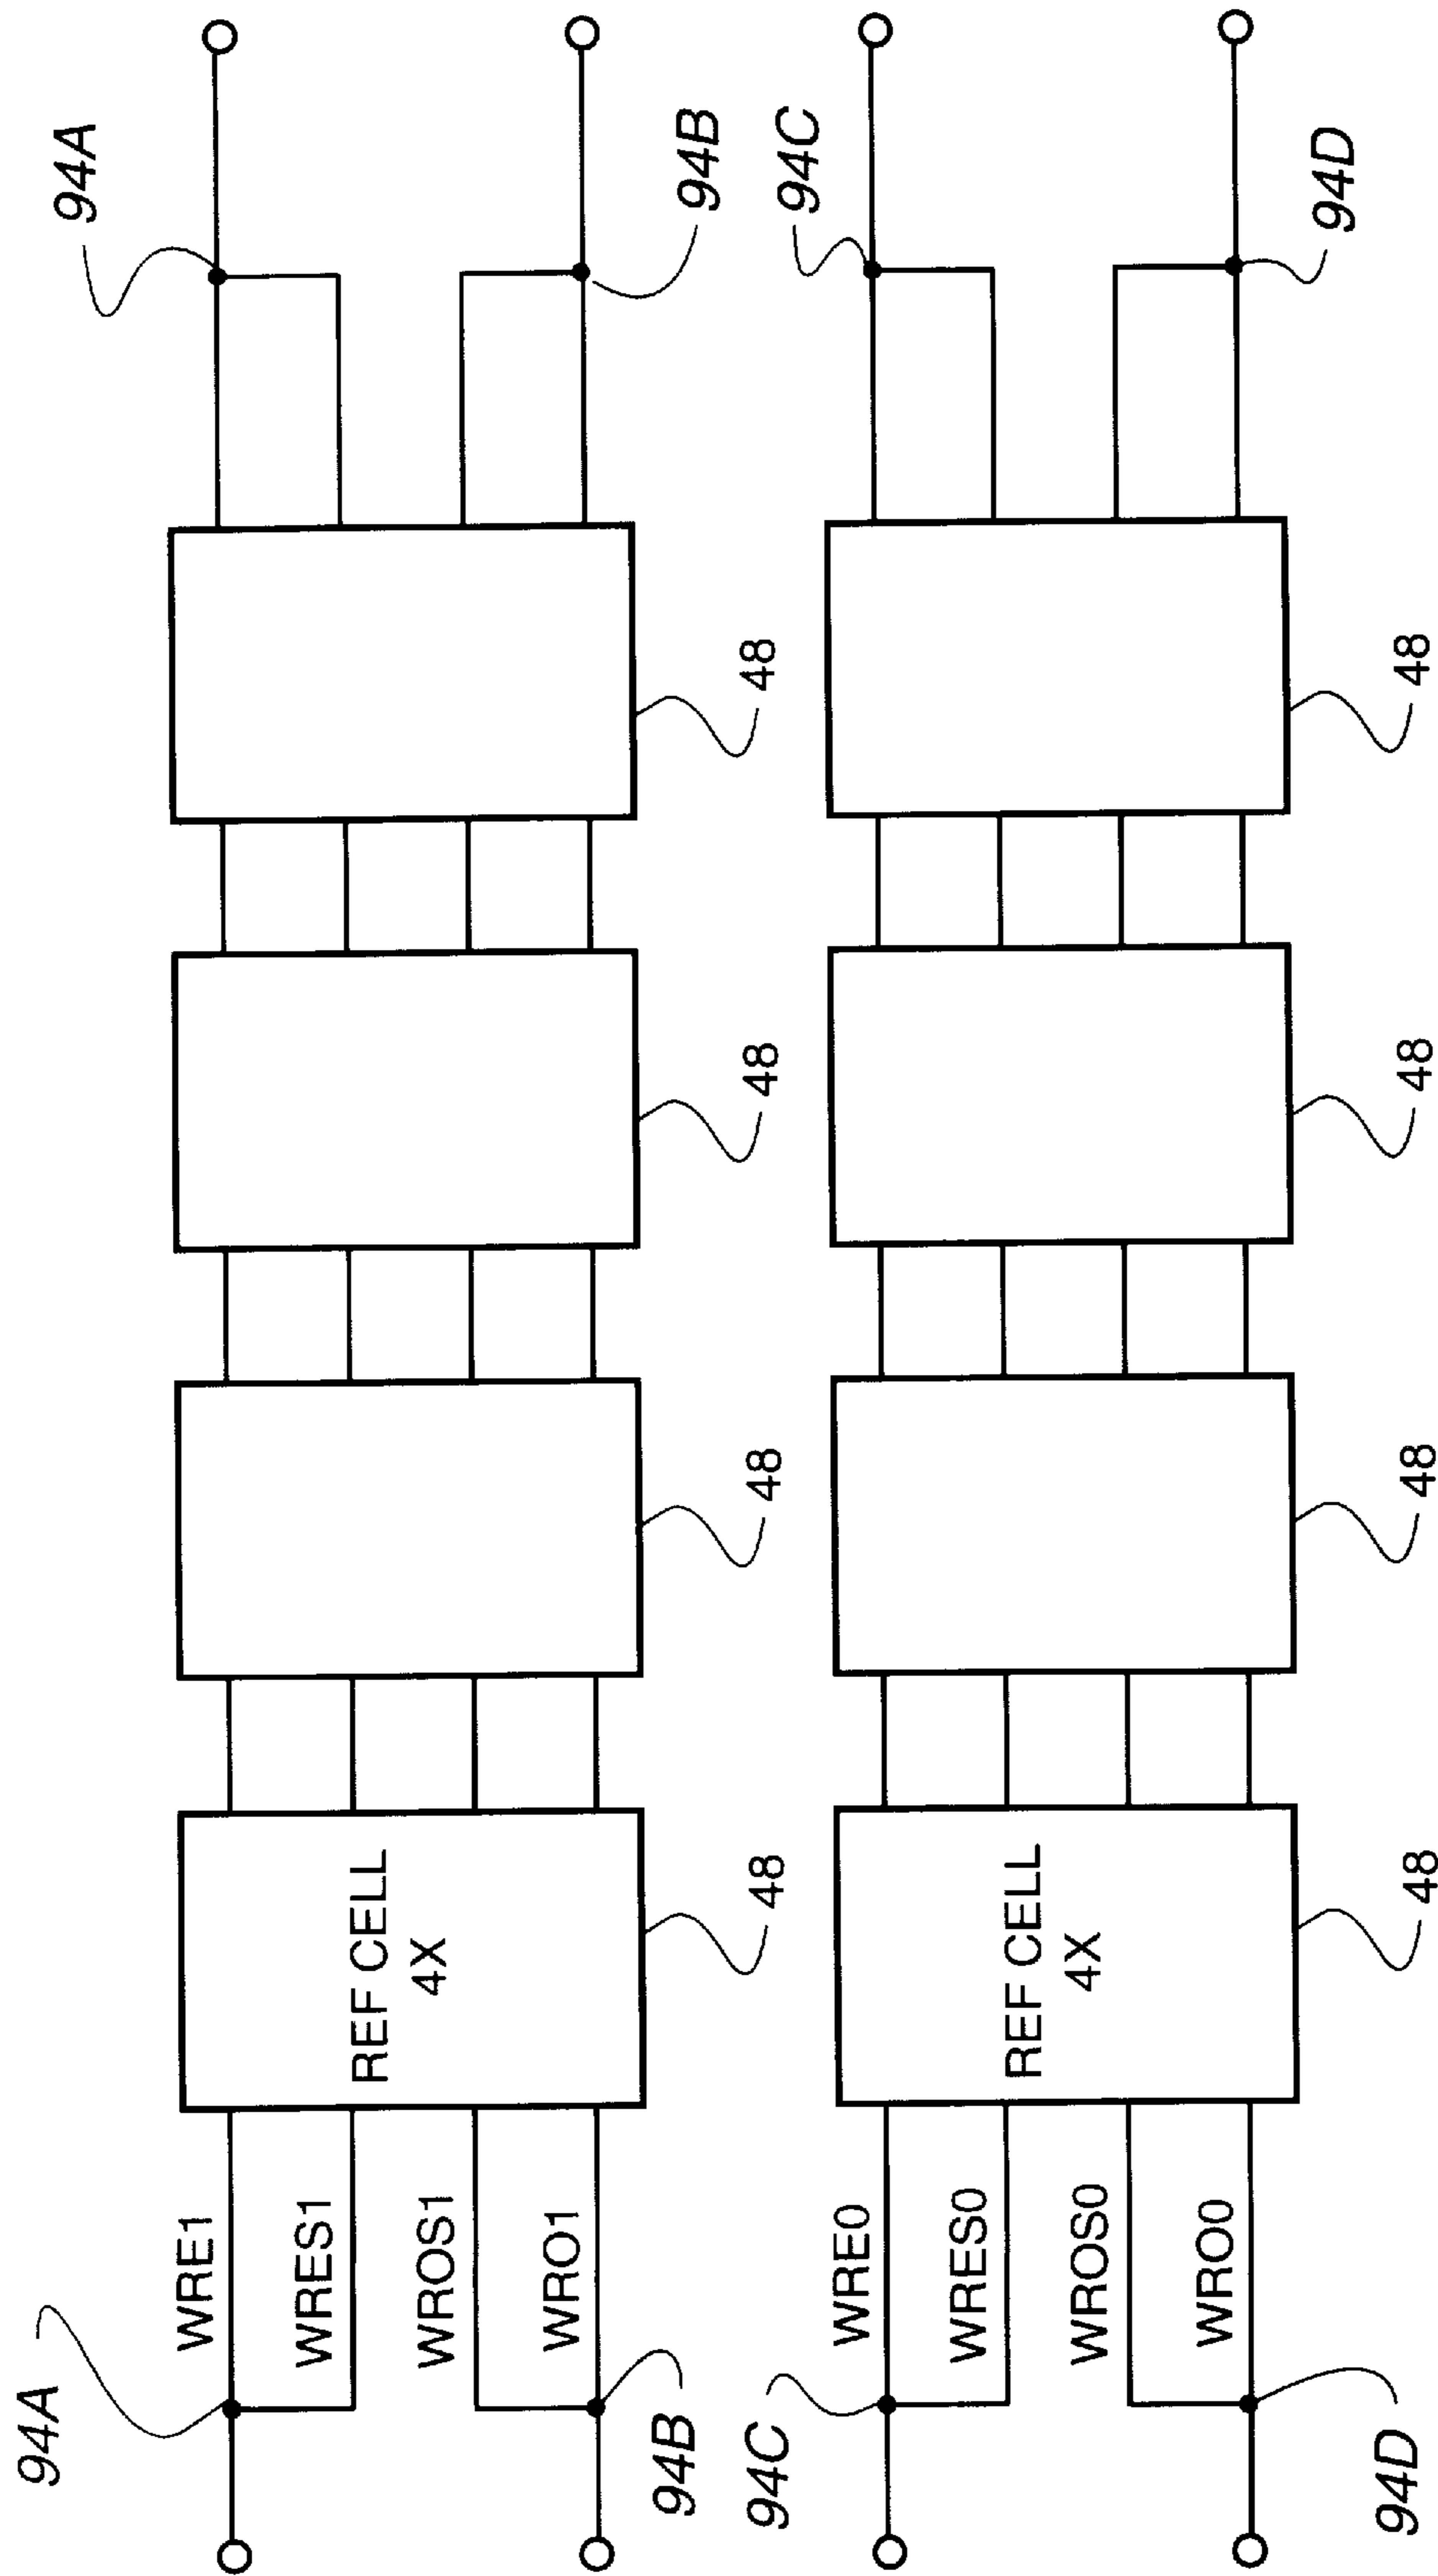 94A
94A
WRE1
WRES1
REF CELL
4X
WROS1
WRO1
94B
94B
48
48
48
48
94C
94C
WRE0
WRES0
REF CELL
4X
WROS0
WRO0
94D
94D
48
48
48
48